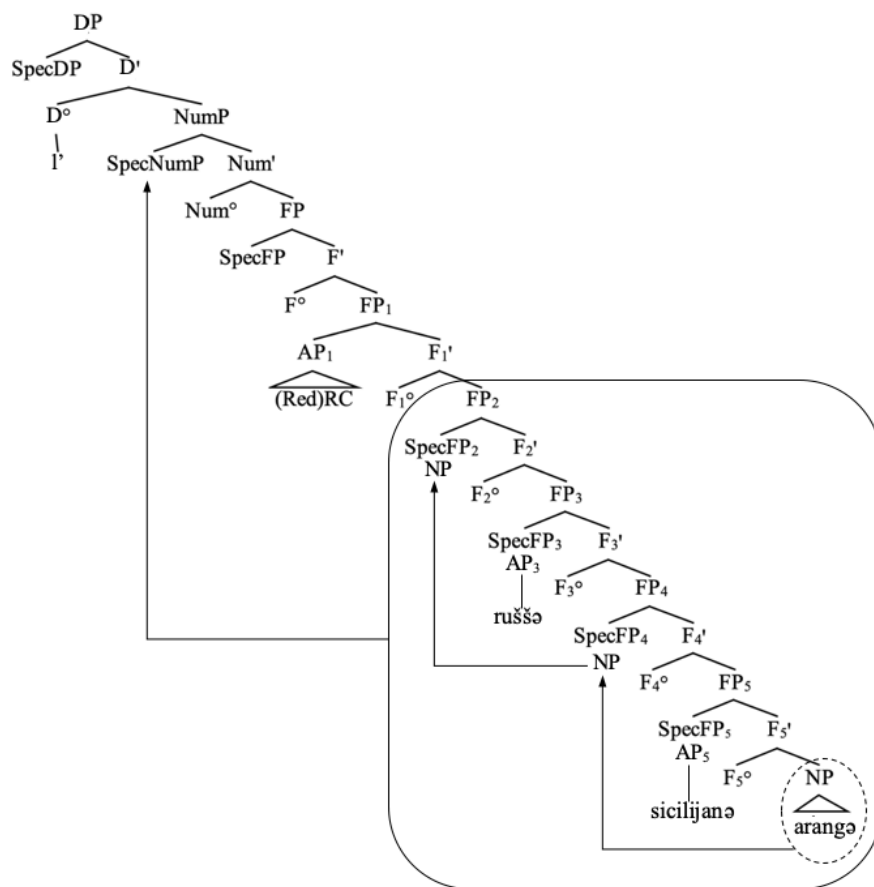 DP
SpecDP D'
D° NumP
l' SpecNumP Num'
Num° FP
SpecFP F'
F° FP₁
AP₁ F₁'
(Red)RC F₁° FP₂
SpecFP₂ F₂'
NP F₂° FP₃
SpecFP₃ F₃'
AP₃ F₃° FP₄
ruššə SpecFP₄ F₄'
NP F₄° FP₅
SpecFP₅ F₅'
AP₅ F₅° NP
sicilijanə arangə